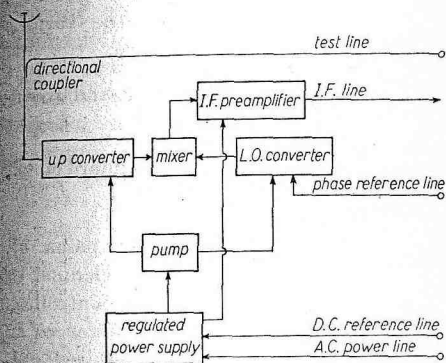 test line
directional
coupler
I.F. preamplifier
I.F. line
up converter
mixer
L.O. converter
phase reference line
pump
regulated
power supply
D.C. reference line
A.C. power line